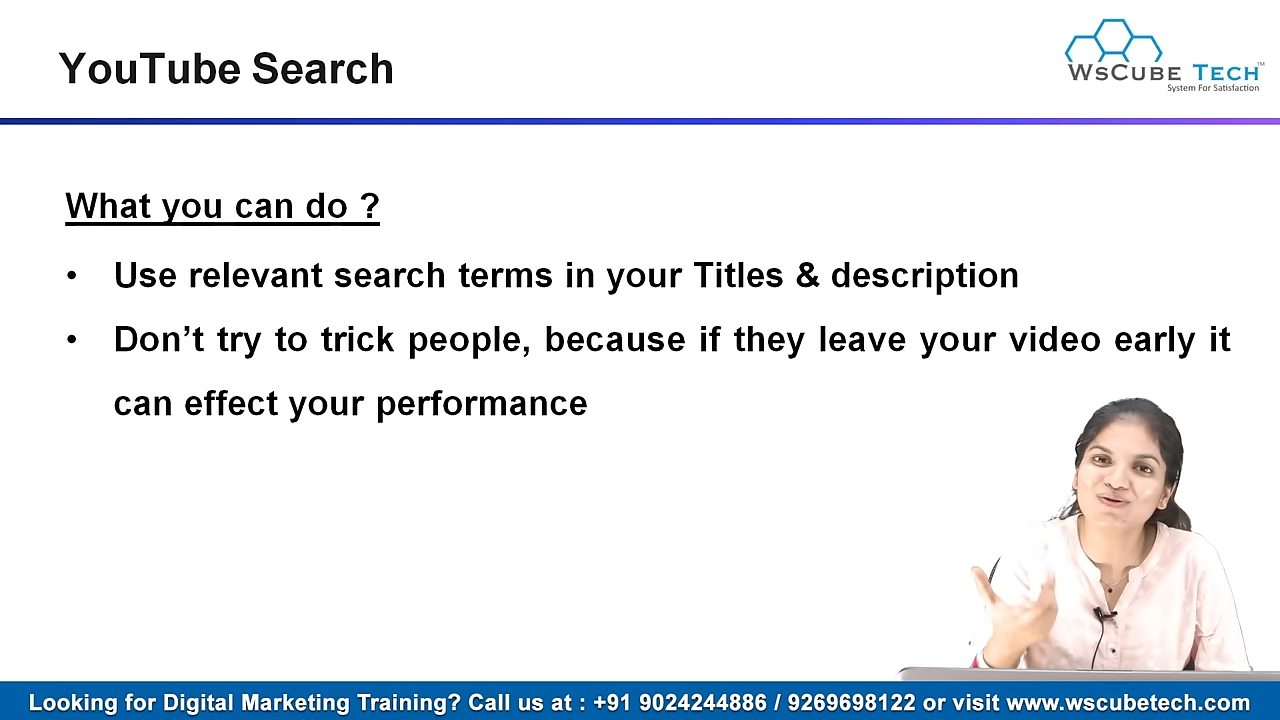 YouTube Search
WsCube Tech™
System For Satisfaction
What you can do ?
• Use relevant search terms in your Titles & description
• Don’t try to trick people, because if they leave your video early it
can effect your performance
Looking for Digital Marketing Training? Call us at : +91 9024244886 / 9269698122 or visit www.wscubetech.com